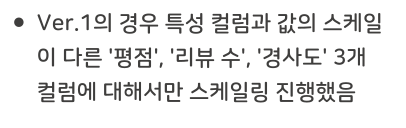 • Ver.1의 경우 특성 컬럼과 값의 스케일
이 다른 '평점', '리뷰 수', '경사도' 3개
컬럼에 대해서만 스케일링 진행했음